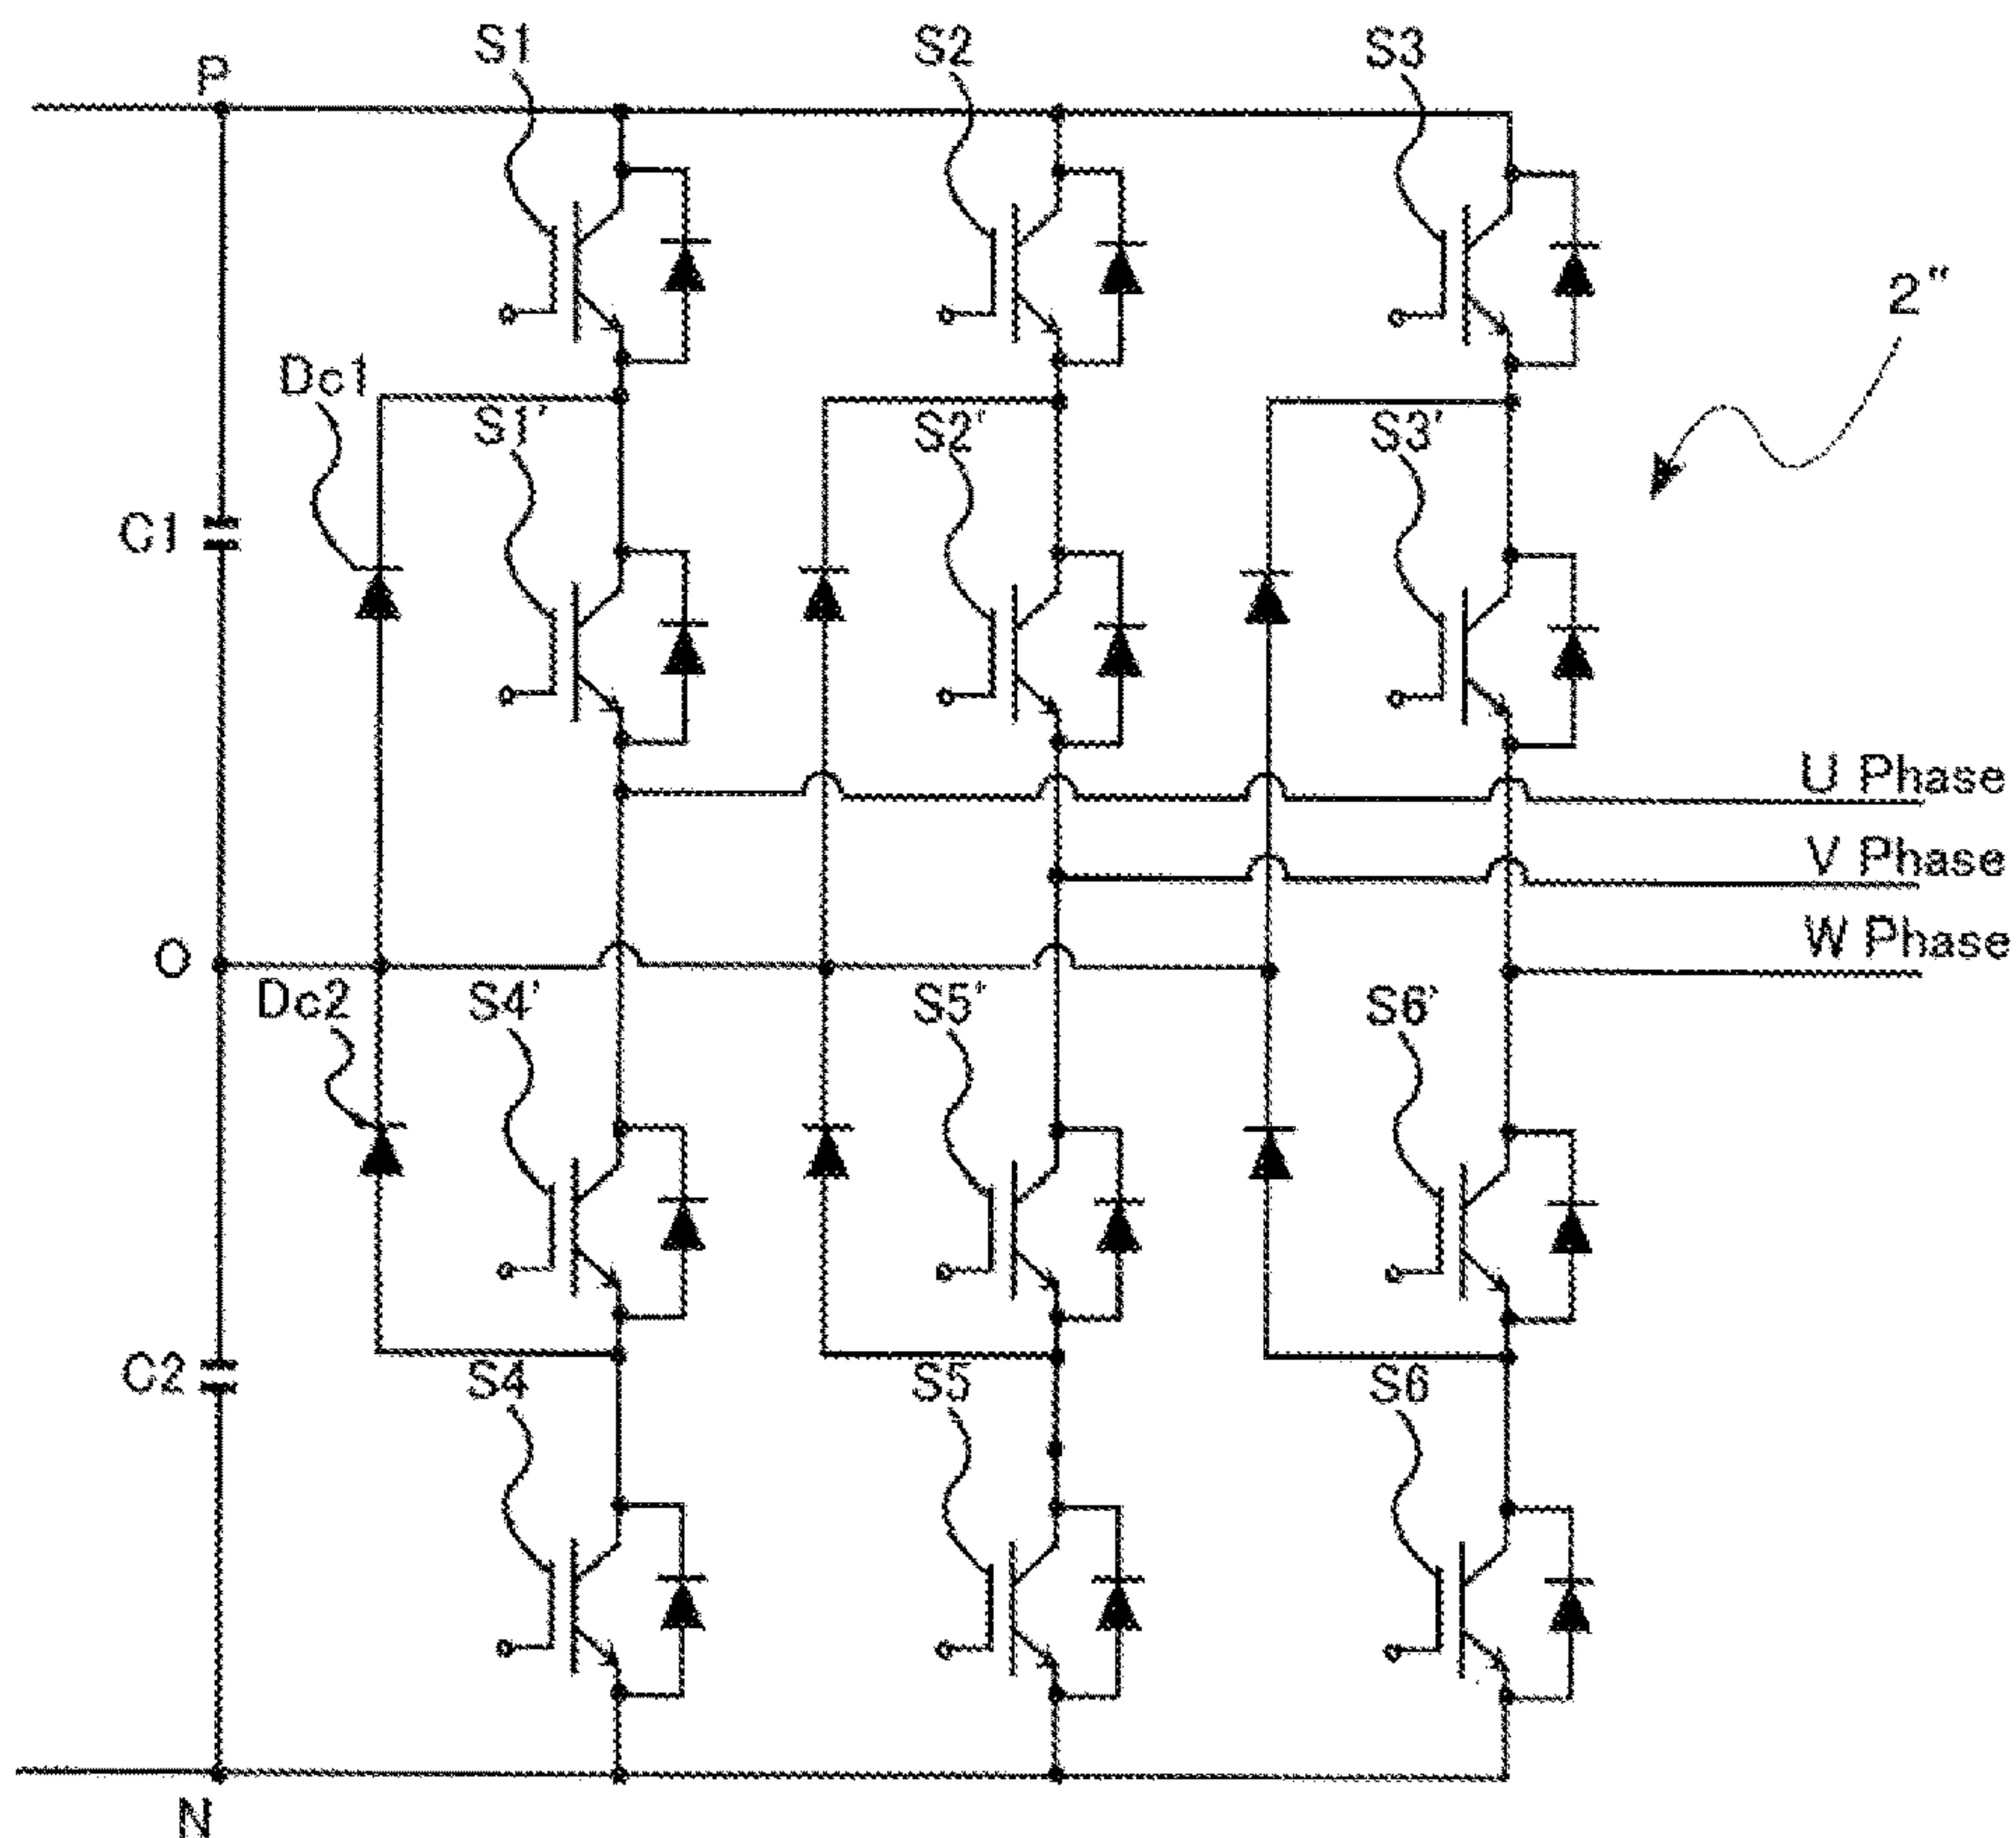 P
S1
S2
S3
2"
Dc1
S1'
S2'
S3'
C1
U Phase
V Phase
W Phase
O
Dc2
S4'
S5'
S6'
C2
S4
S5
S6
N